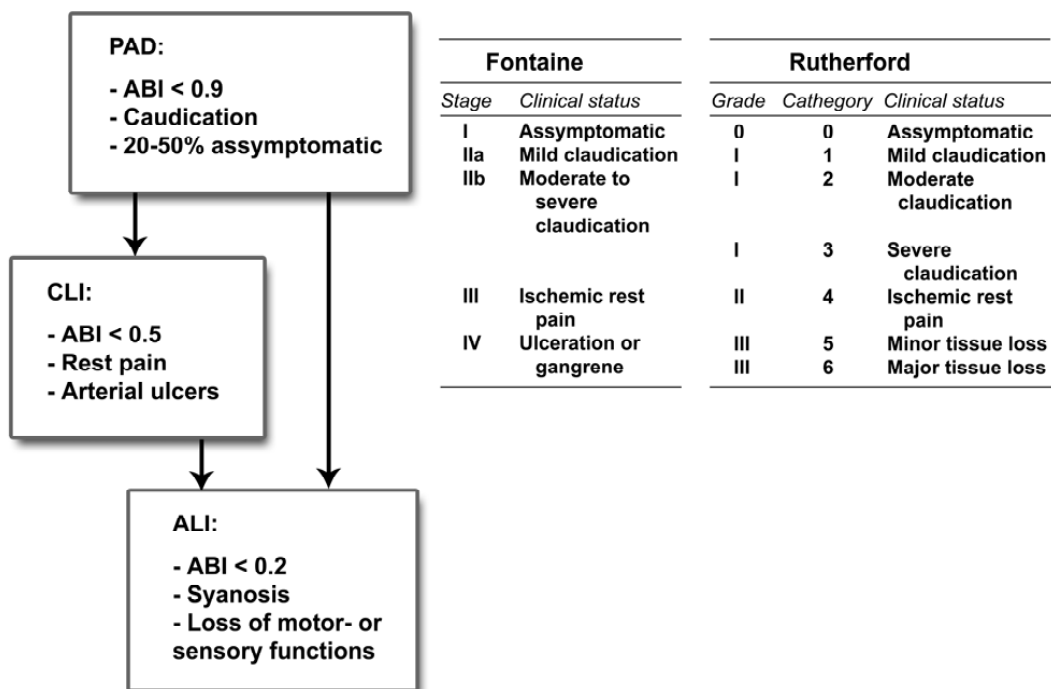 PAD:
- ABI < 0.9
- Caudication
- 20-50% assymptomatic
CLI:
- ABI < 0.5
- Rest pain
- Arterial ulcers
ALI:
- ABI < 0.2
- Syanosis
- Loss of motor- or
sensory functions
Fontaine
Stage Clinical status
I Assymptomatic
IIa Mild claudication
IIb Moderate to
severe
claudication
III Ischemic rest
pain
IV Ulceration or
gangrene
Rutherford
Grade Cathegory Clinical status
0 0 Assymptomatic
I 1 Mild claudication
I 2 Moderate
claudication
I 3 Severe
claudication
II 4 Ischemic rest
pain
III 5 Minor tissue loss
III 6 Major tissue loss